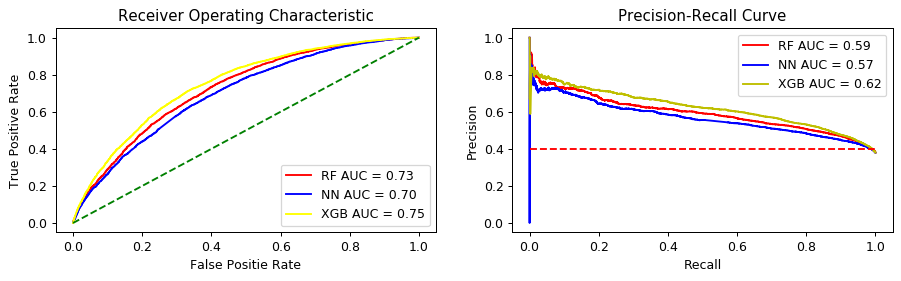 Receiver Operating Characteristic
1.0
0.8
0.6
0.4
0.2
0.0
True Positive Rate
RF AUC = 0.73
NN AUC = 0.70
XGB AUC = 0.75
0.0 0.2 0.4 0.6 0.8 1.0
False Positie Rate
Precision-Recall Curve
1.0
0.8
0.6
0.4
0.2
0.0
Precision
RF AUC = 0.59
NN AUC = 0.57
XGB AUC = 0.62
0.0 0.2 0.4 0.6 0.8 1.0
Recall